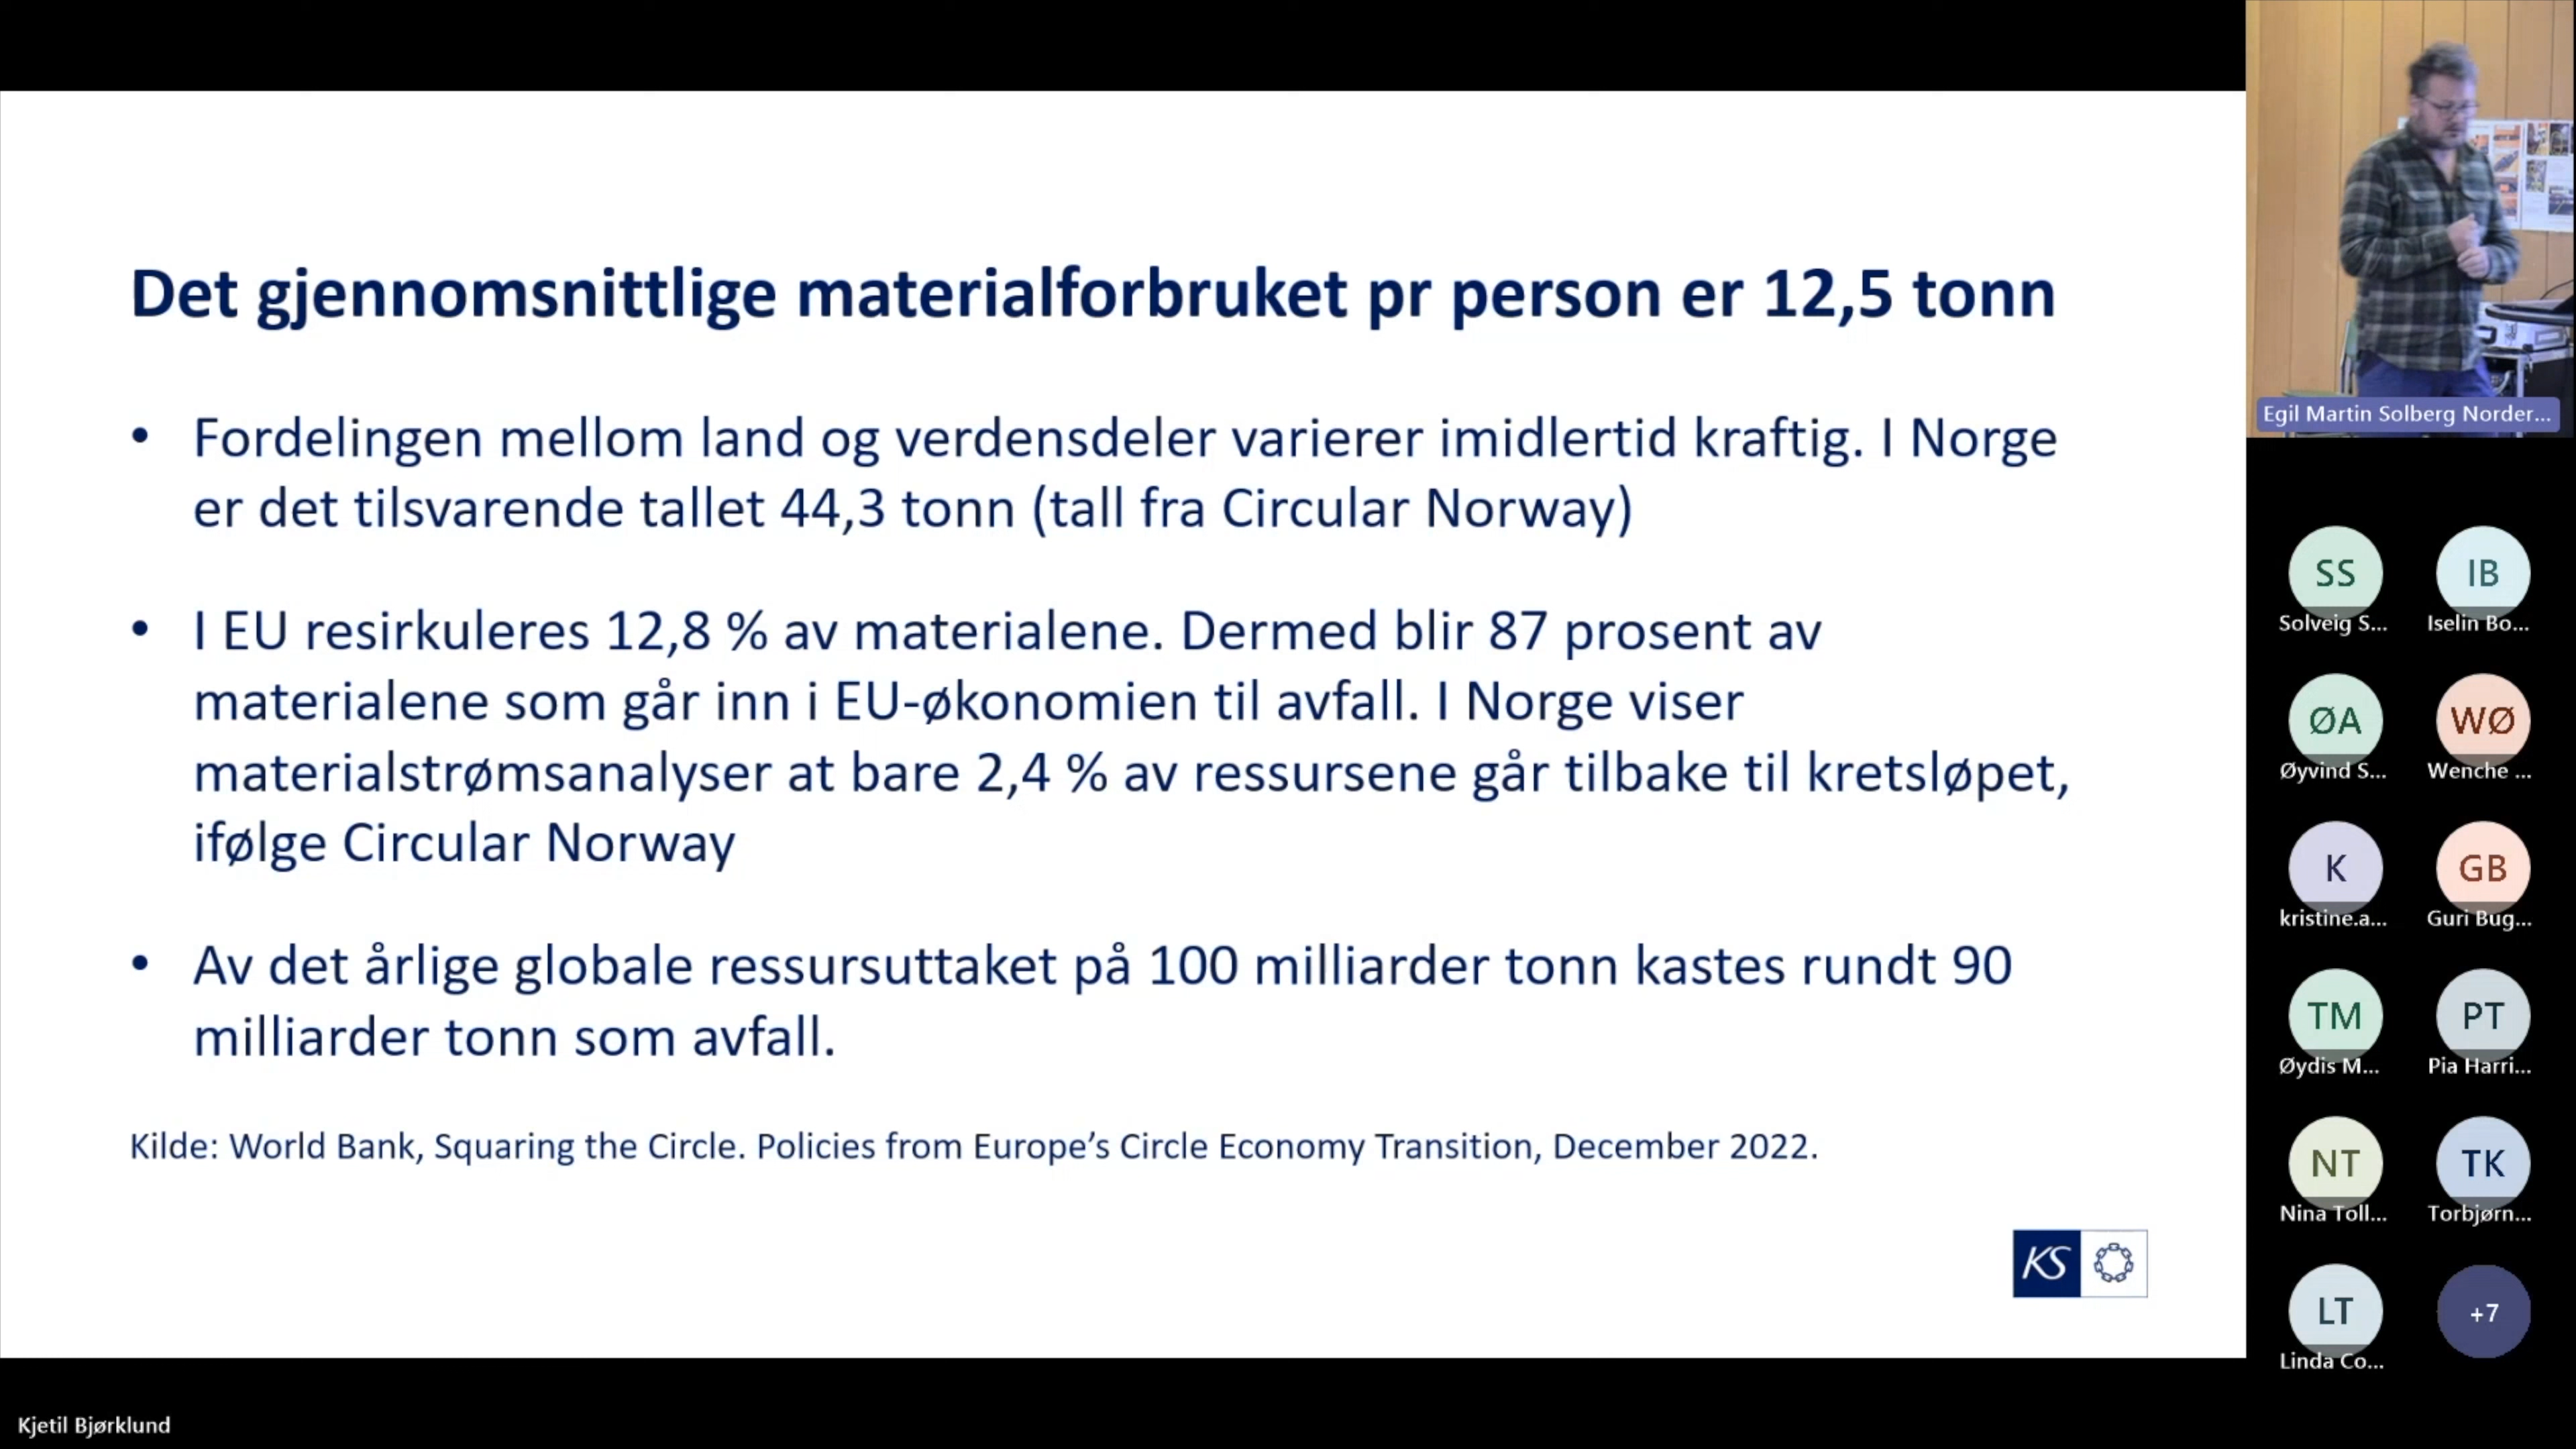 Det gjennomsnittlige materialforbruket pr person er 12,5 tonn
• Fordelingen mellom land og verdensdeler varierer imidlertid kraftig. I Norge
er det tilsvarende tallet 44,3 tonn (tall fra Circular Norway)
• I EU resirkuleres 12,8 % av materialene. Dermed blir 87 prosent av
materialene som går inn i EU-økonomien til avfall. I Norge viser
materialstrømsanalyser at bare 2,4 % av ressursene går tilbake til kretsløpet,
ifølge Circular Norway
• Av det årlige globale ressursuttaket på 100 milliarder tonn kastes rundt 90
milliarder tonn som avfall.
Kilde: World Bank, Squaring the Circle. Policies from Europe’s Circle Economy Transition, December 2022.
KS
Kjetil Bjørklund
Egil Martin Solberg Norder...
SS IB
Solveig S... Iselin Bo...
ØA WØ
Øyvind S... Wenche ...
K GB
kristine.a... Guri Bug...
TM PT
Øydis M... Pia Harri...
NT TK
Nina Toll... Torbjørn...
LT +7
Linda Co...